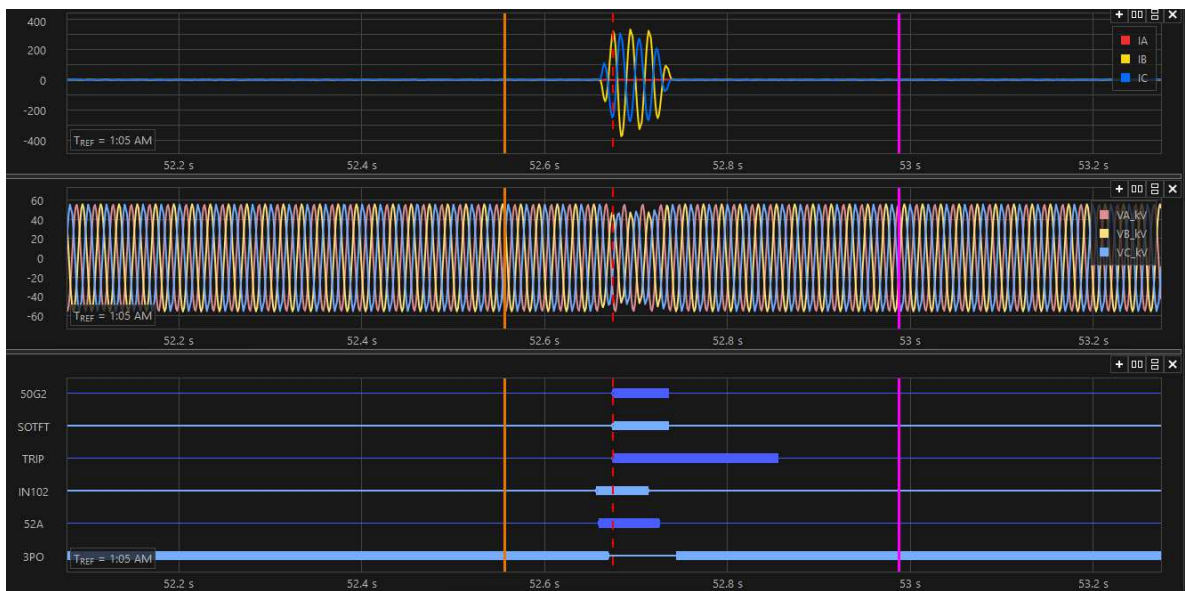 400
200
0
-200
-400
IA
IB
IC
TREF = 1:05 AM
52.2 s 52.4 s 52.6 s 52.8 s 53 s 53.2 s
60
40
20
0
-20
-40
-60
VA_kV
VB_kV
VC_kV
TREF = 1:05 AM
52.2 s 52.4 s 52.6 s 52.8 s 53 s 53.2 s
50G2
SOTFT
TRIP
IN102
52A
3PO
TREF = 1:05 AM
52.2 s 52.4 s 52.6 s 52.8 s 53 s 53.2 s